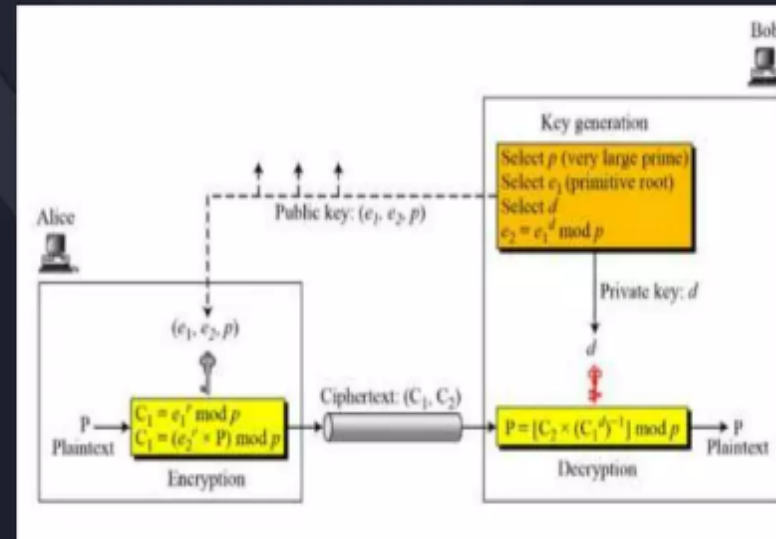 Bob
Key generation
Select p (very large prime)
Select e₁ (primitive root)
Select d
e₂ = e₁ᵈ mod p
Public key: (e₁, e₂, p)
Alice
Private key: d
(e₁, e₂, p)
d
Ciphertext: (C₁, C₂)
C₁ = e₁ʳ mod p
C₁ = (e₂ʳ × P) mod p
P
Plaintext
P = [C₂ × (C₁ᵈ)⁻¹] mod p
P
Plaintext
Encryption
Decryption